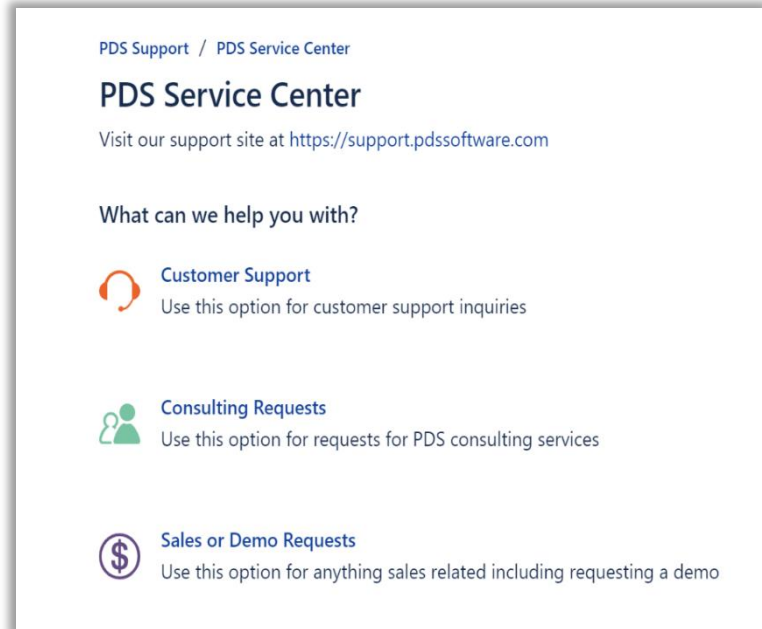 PDS Support / PDS Service Center
PDS Service Center
Visit our support site at https://support.pdssoftware.com
What can we help you with?
Customer Support
Use this option for customer support inquiries
Consulting Requests
Use this option for requests for PDS consulting services
$
Sales or Demo Requests
Use this option for anything sales related including requesting a demo